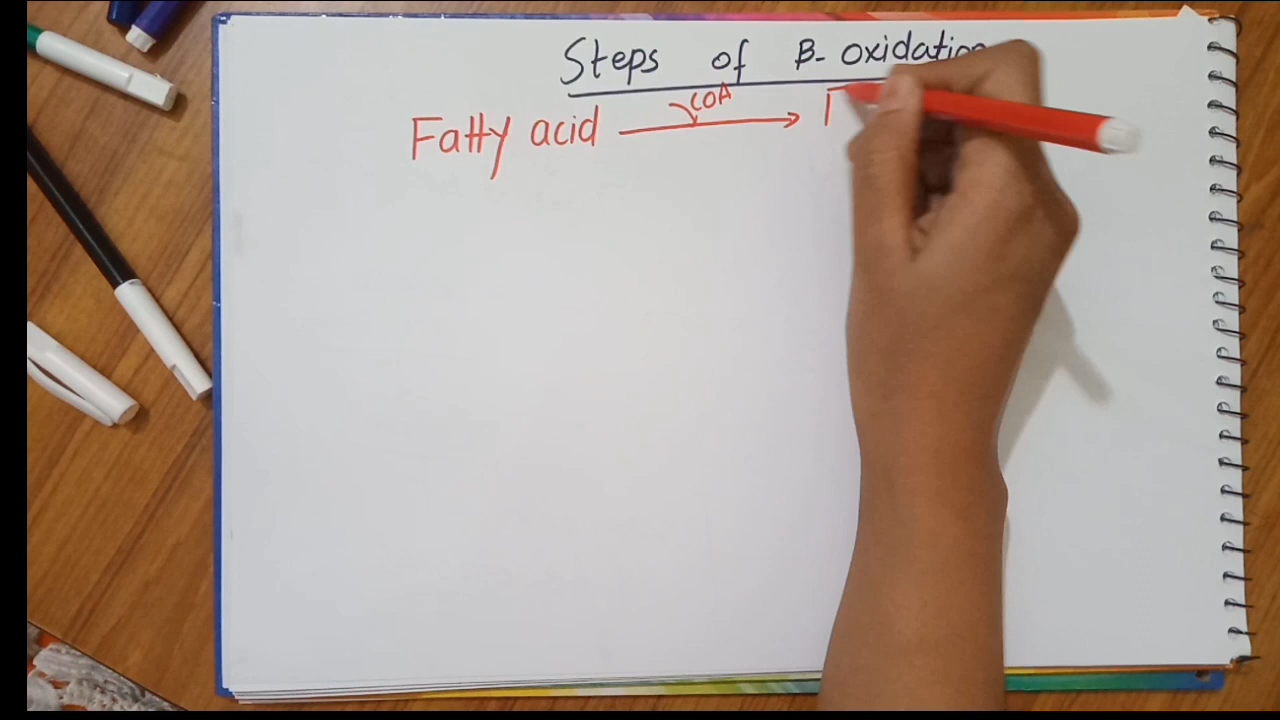 Steps of B- oxidation
COA
Fatty acid